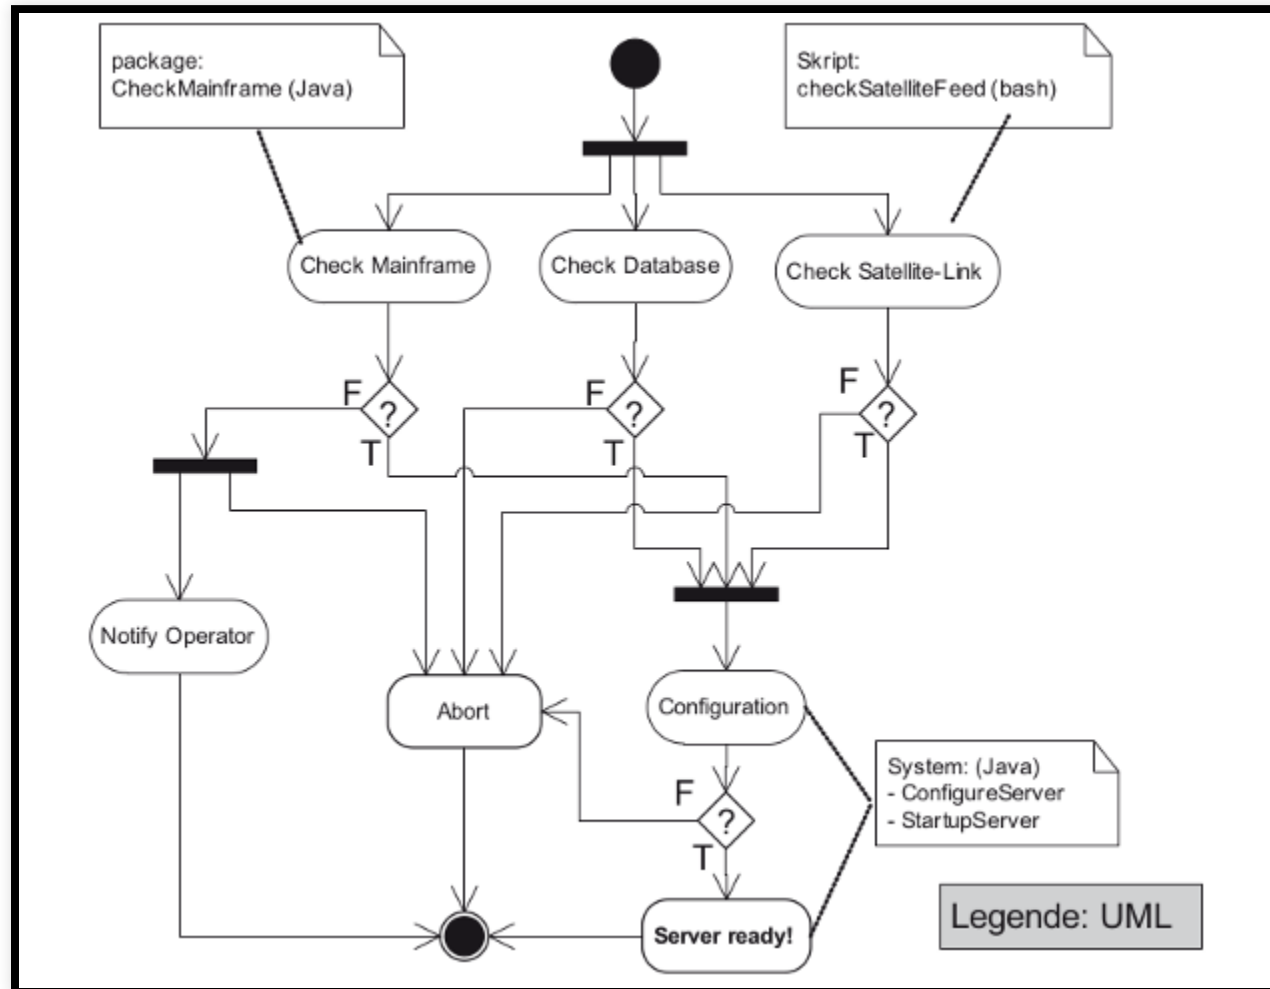 package:
CheckMainframe (Java)
Skript:
checkSatelliteFeed (bash)
Check Mainframe
Check Database
Check Satellite-Link
F
?
T
F
?
T
F
?
T
Notify Operator
Abort
Configuration
System: (Java)
- ConfigureServer
- StartupServer
F
?
T
Server ready!
Legende: UML